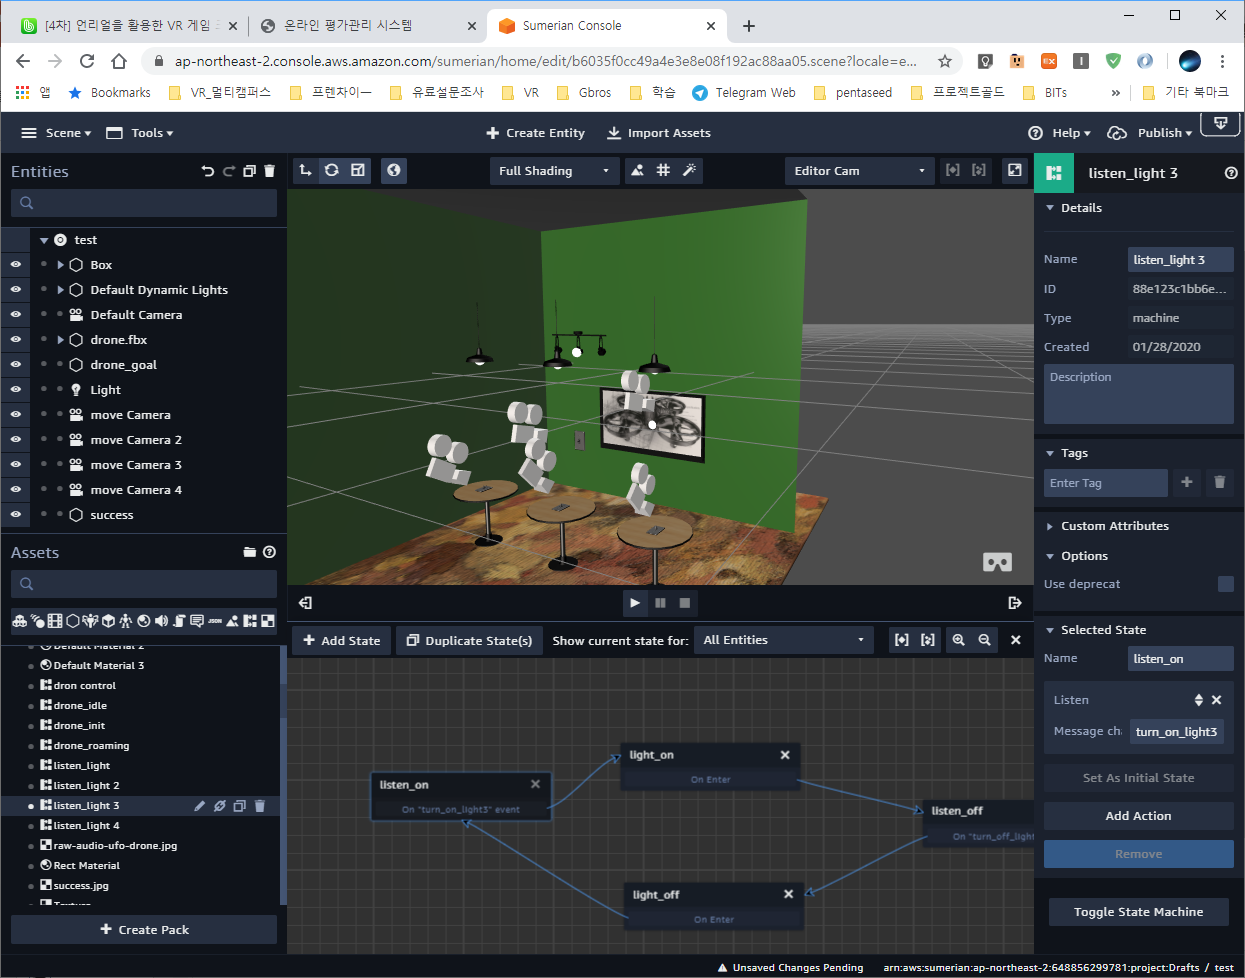 [4차] 언리얼을 활용한 VR 게임
온라인 평가관리 시스템
Sumerian Console
ap-northeast-2.console.aws.amazon.com/sumerian/home/edit/b6035f0cc49a4e3e8e08f192ac88aa05.scene?locale=e...
앱
Bookmarks
VR_멀티캠퍼스
프렌차이—
유료설문조사
VR
Gbros
학습
Telegram Web
pentaseed
프로젝트골드
BITs
»
기타 북마크
Scene
Tools
Create Entity
Import Assets
Help
Publish
Entities
Full Shading
Editor Cam
listen_light 3
test
Box
Default Dynamic Lights
Default Camera
drone.fbx
drone_goal
Light
move Camera
move Camera 2
move Camera 3
move Camera 4
success
Assets
JSON
Default Material 2
Default Material 3
dron control
drone_idle
drone_init
drone_roaming
listen_light
listen_light 2
listen_light 3
listen_light 4
raw-audio-ufo-drone.jpg
Rect Material
success.jpg
Texture
Create Pack
Add State
Duplicate State(s)
Show current state for:
All Entities
listen_on
On "turn_on_light3" event
light_on
On Enter
listen_off
On "turn_off_light
light_off
On Enter
Details
Name
listen_light 3
ID
88e123c1bb6e...
Type
machine
Created
01/28/2020
Description
Tags
Enter Tag
Custom Attributes
Options
Use deprecat
Selected State
Name
listen_on
Listen
Message ch
turn_on_light3
Set As Initial State
Add Action
Remove
Toggle State Machine
Unsaved Changes Pending
arn:aws:sumerian:ap-northeast-2:648856299781:project:Drafts / test